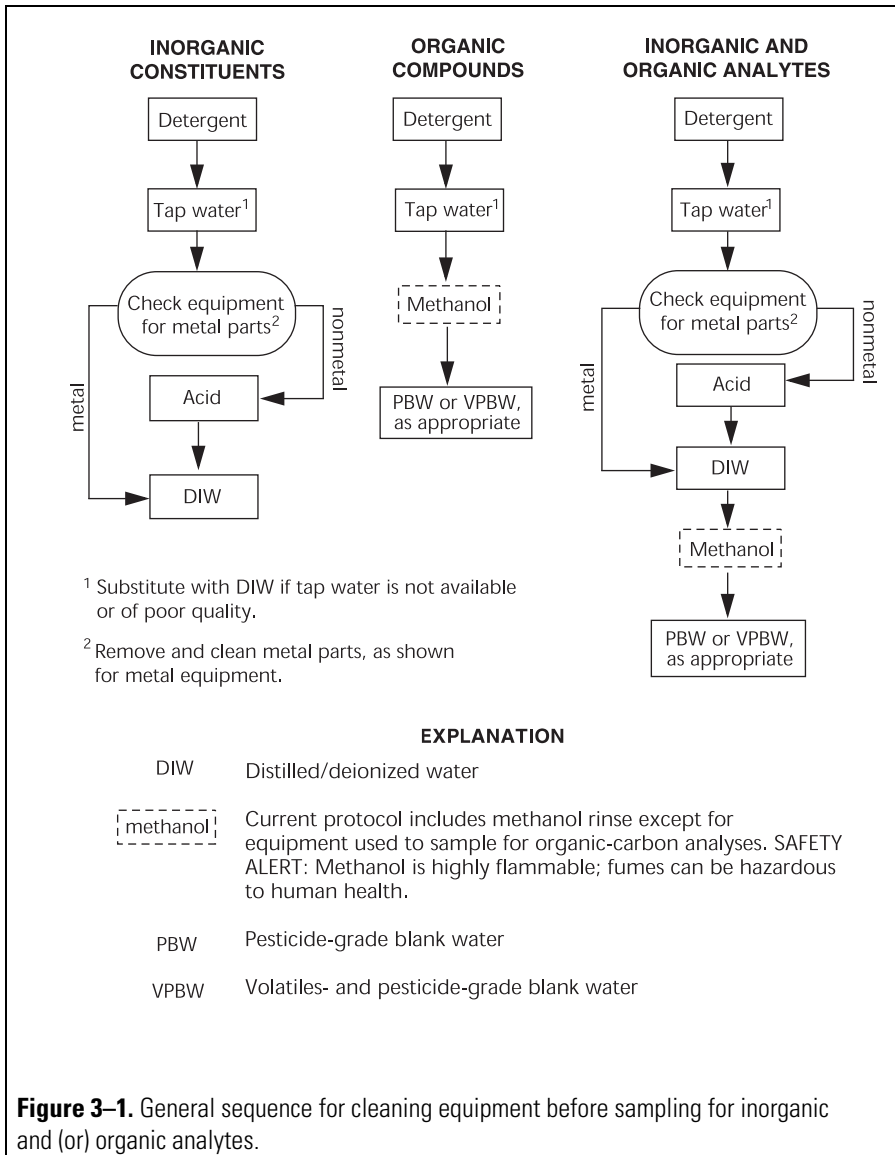 INORGANIC
CONSTITUENTS
Detergent
Tap water¹
Check equipment
for metal parts²
metal
nonmetal
Acid
DIW
ORGANIC
COMPOUNDS
Detergent
Tap water¹
Methanol
PBW or VPBW,
as appropriate
INORGANIC AND
ORGANIC ANALYTES
Detergent
Tap water¹
Check equipment
for metal parts²
metal
nonmetal
Acid
DIW
Methanol
PBW or VPBW,
as appropriate
¹ Substitute with DIW if tap water is not available
or of poor quality.
² Remove and clean metal parts, as shown
for metal equipment.
EXPLANATION
DIW Distilled/deionized water
methanol Current protocol includes methanol rinse except for
equipment used to sample for organic-carbon analyses. SAFETY
ALERT: Methanol is highly flammable; fumes can be hazardous
to human health.
PBW Pesticide-grade blank water
VPBW Volatiles- and pesticide-grade blank water
Figure 3–1. General sequence for cleaning equipment before sampling for inorganic
and (or) organic analytes.